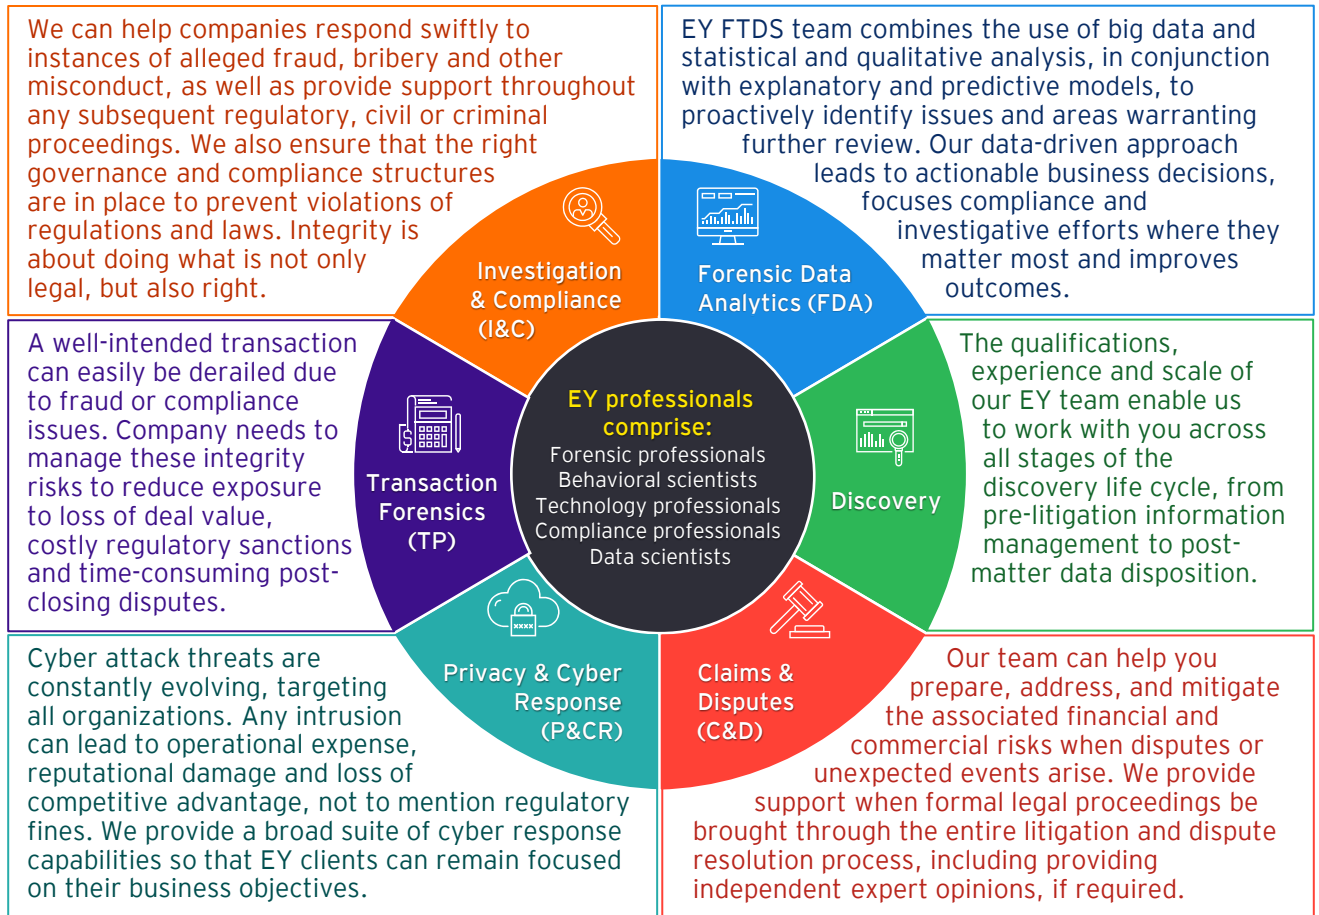 We can help companies respond swiftly to
instances of alleged fraud, bribery and other
misconduct, as well as provide support throughout
any subsequent regulatory, civil or criminal
proceedings. We also ensure that the right
governance and compliance structures
are in place to prevent violations of
regulations and laws. Integrity is
about doing what is not only
legal, but also right.
EY FTDS team combines the use of big data and
statistical and qualitative analysis, in conjunction
with explanatory and predictive models, to
proactively identify issues and areas warranting
further review. Our data-driven approach
leads to actionable business decisions,
focuses compliance and
investigative efforts where they
matter most and improves
outcomes.
Investigation
& Compliance
(I&C)
Forensic Data
Analytics (FDA)
A well-intended transaction
can easily be derailed due
to fraud or compliance
issues. Company needs to
manage these integrity
risks to reduce exposure
to loss of deal value,
costly regulatory sanctions
and time-consuming post-
closing disputes.
Transaction
Forensics
(TP)
EY professionals
comprise:
Forensic professionals
Behavioral scientists
Technology professionals
Compliance professionals
Data scientists
Discovery
The qualifications,
experience and scale of
our EY team enable us
to work with you across
all stages of the
discovery life cycle, from
pre-litigation information
management to post-
matter data disposition.
Privacy & Cyber
Response
(P&CR)
Claims &
Disputes
(C&D)
Cyber attack threats are
constantly evolving, targeting
all organizations. Any intrusion
can lead to operational expense,
reputational damage and loss of
competitive advantage, not to mention regulatory
fines. We provide a broad suite of cyber response
capabilities so that EY clients can remain focused
on their business objectives.
Our team can help you
prepare, address, and mitigate
the associated financial and
commercial risks when disputes or
unexpected events arise. We provide
support when formal legal proceedings be
brought through the entire litigation and dispute
resolution process, including providing
independent expert opinions, if required.